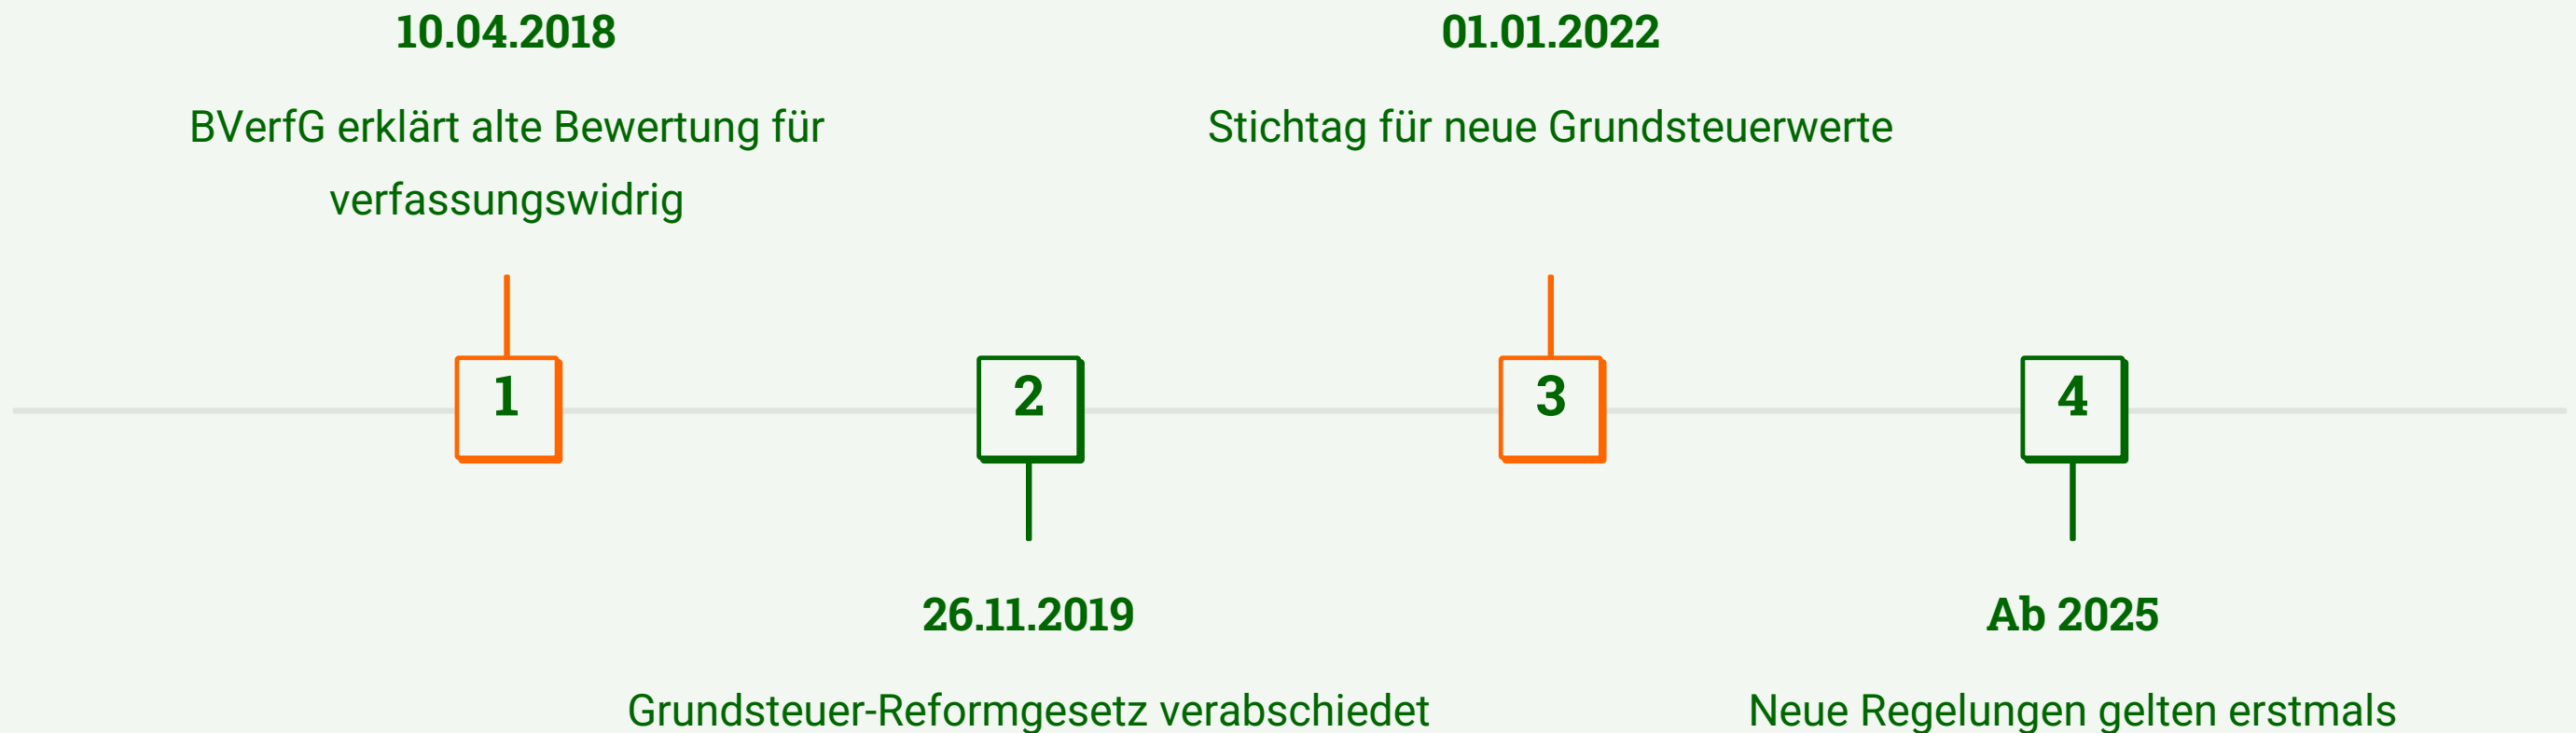 10.04.2018
BVerfG erklärt alte Bewertung für
verfassungswidrig
1
2
26.11.2019
Grundsteuer-Reformgesetz verabschiedet
01.01.2022
Stichtag für neue Grundsteuerwerte
3
4
Ab 2025
Neue Regelungen gelten erstmals